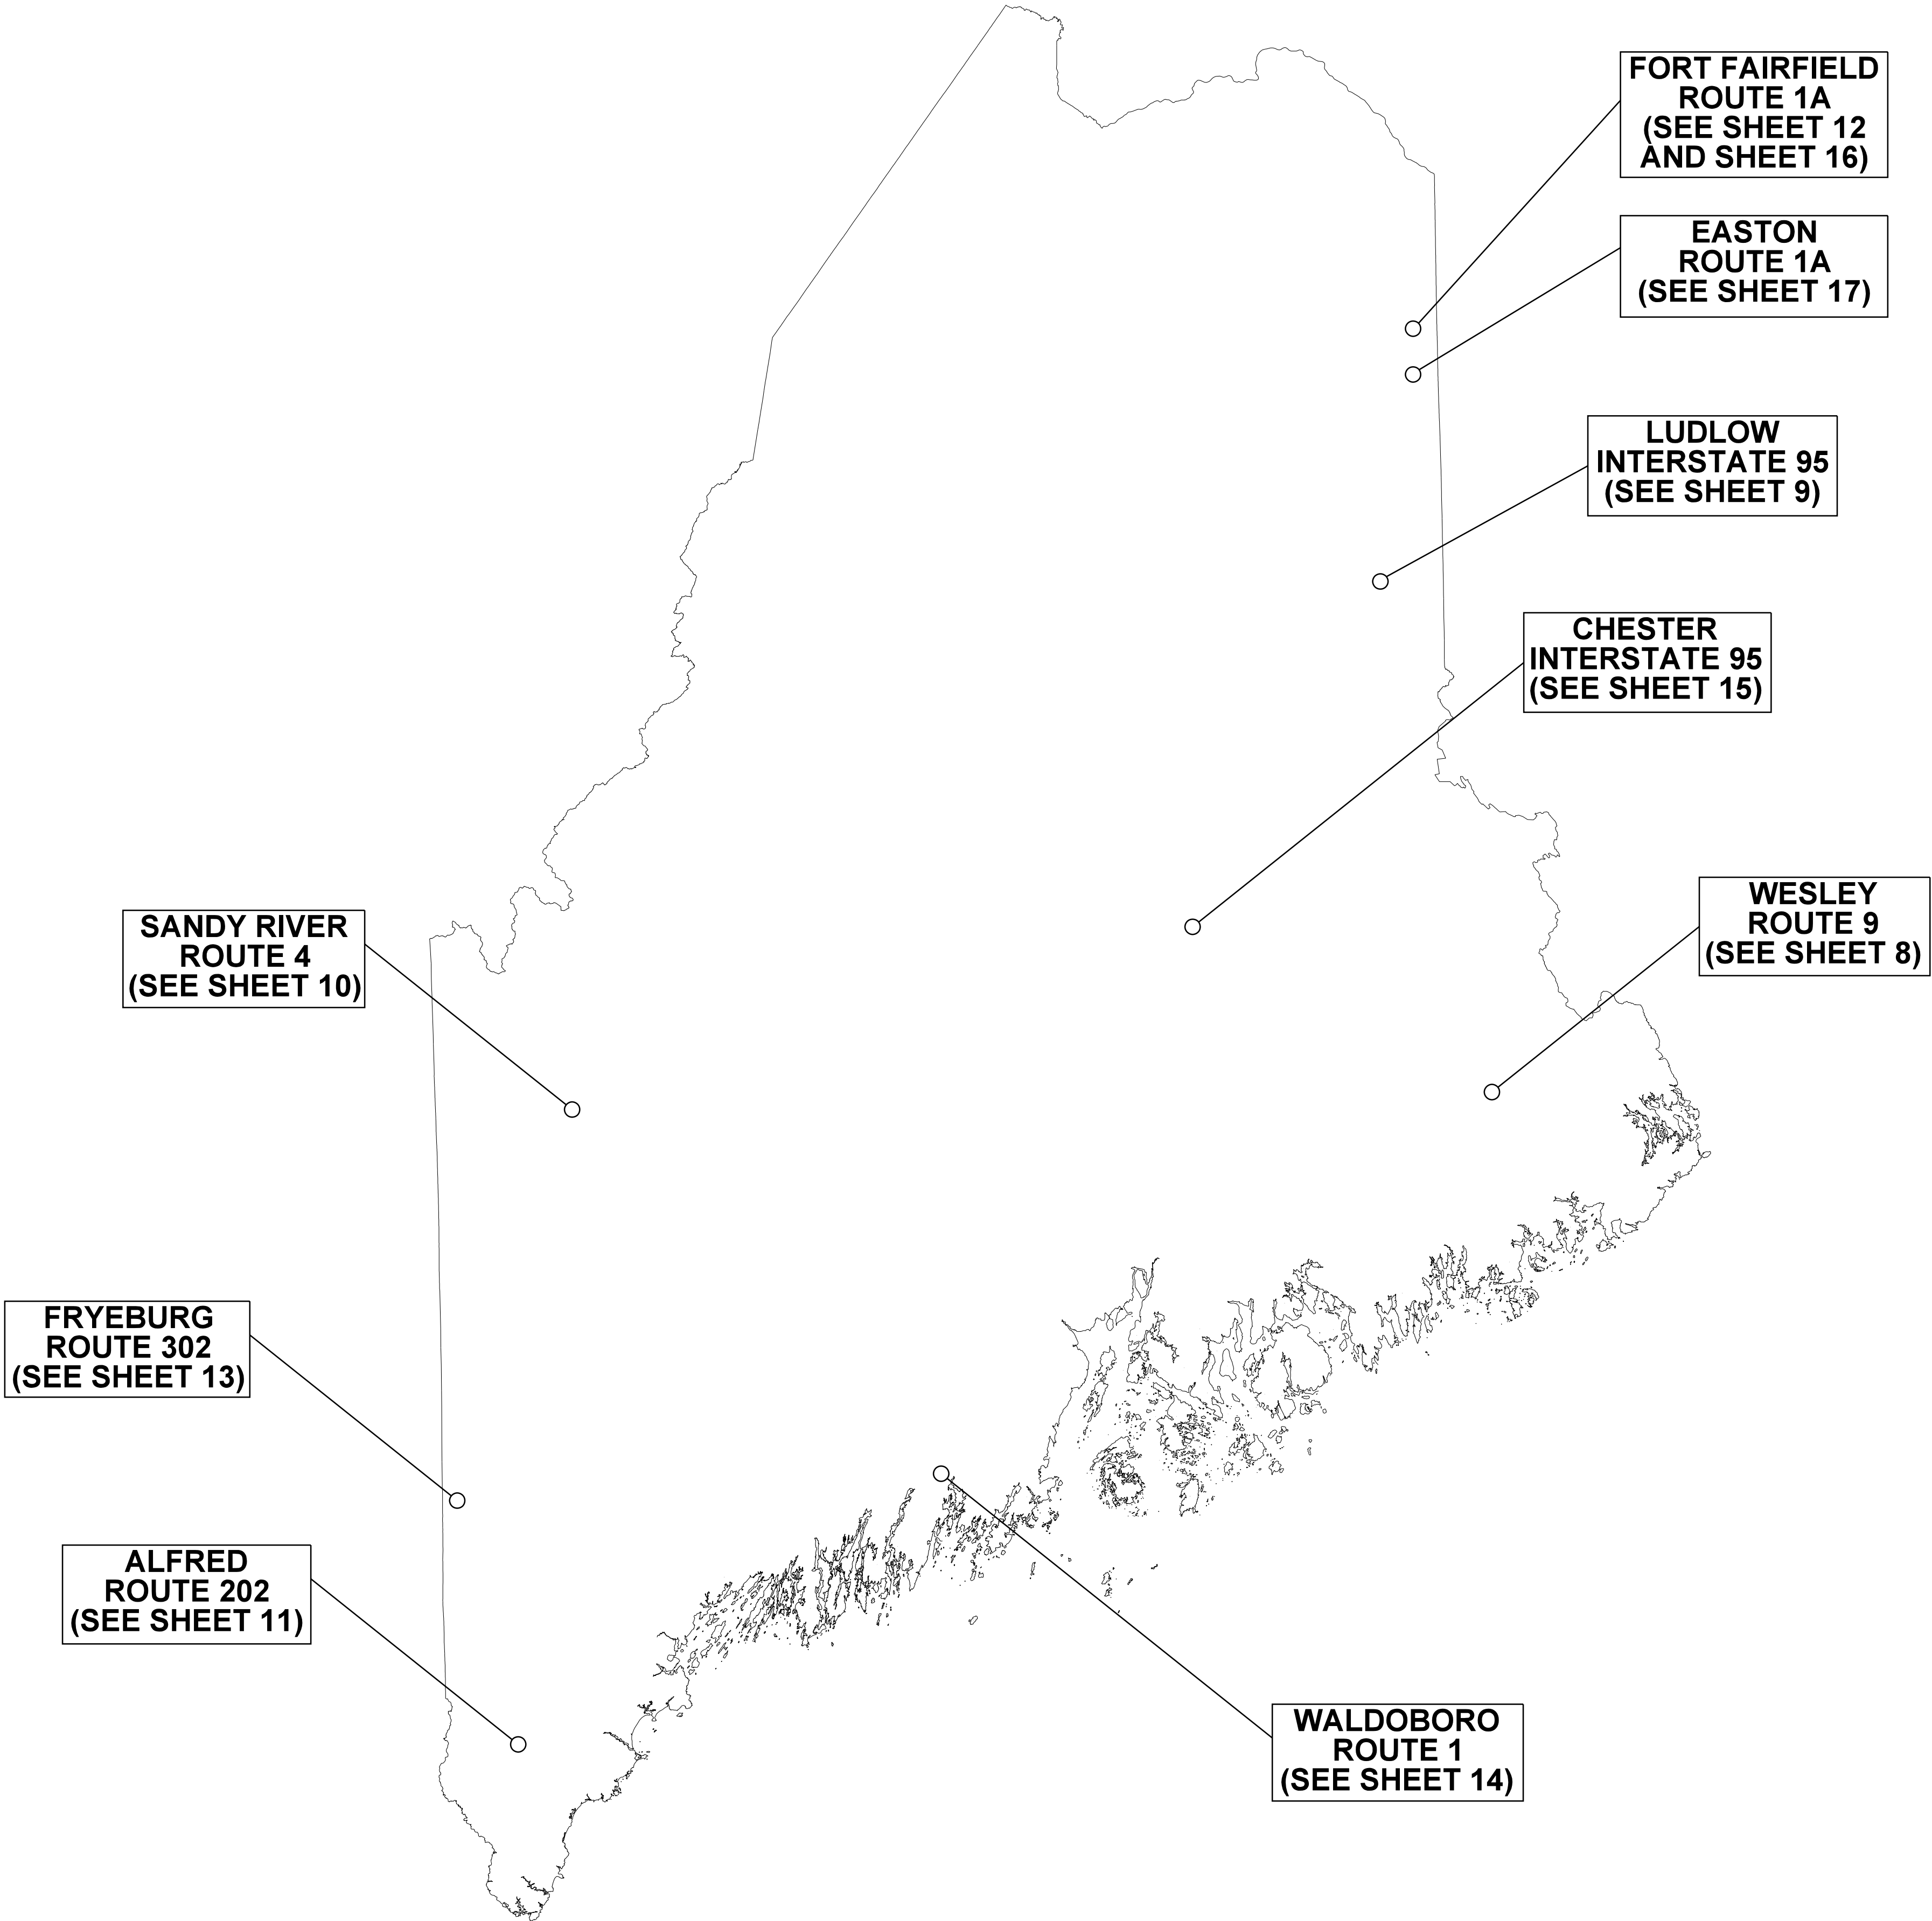 FORT FAIRFIELD
ROUTE 1A
(SEE SHEET 12
AND SHEET 16)
EASTON
ROUTE 1A
(SEE SHEET 17)
LUDLOW
INTERSTATE 95
(SEE SHEET 9)
CHESTER
INTERSTATE 95
(SEE SHEET 15)
WESLEY
ROUTE 9
(SEE SHEET 8)
SANDY RIVER
ROUTE 4
(SEE SHEET 10)
FRYEBURG
ROUTE 302
(SEE SHEET 13)
ALFRED
ROUTE 202
(SEE SHEET 11)
WALDOBORO
ROUTE 1
(SEE SHEET 14)